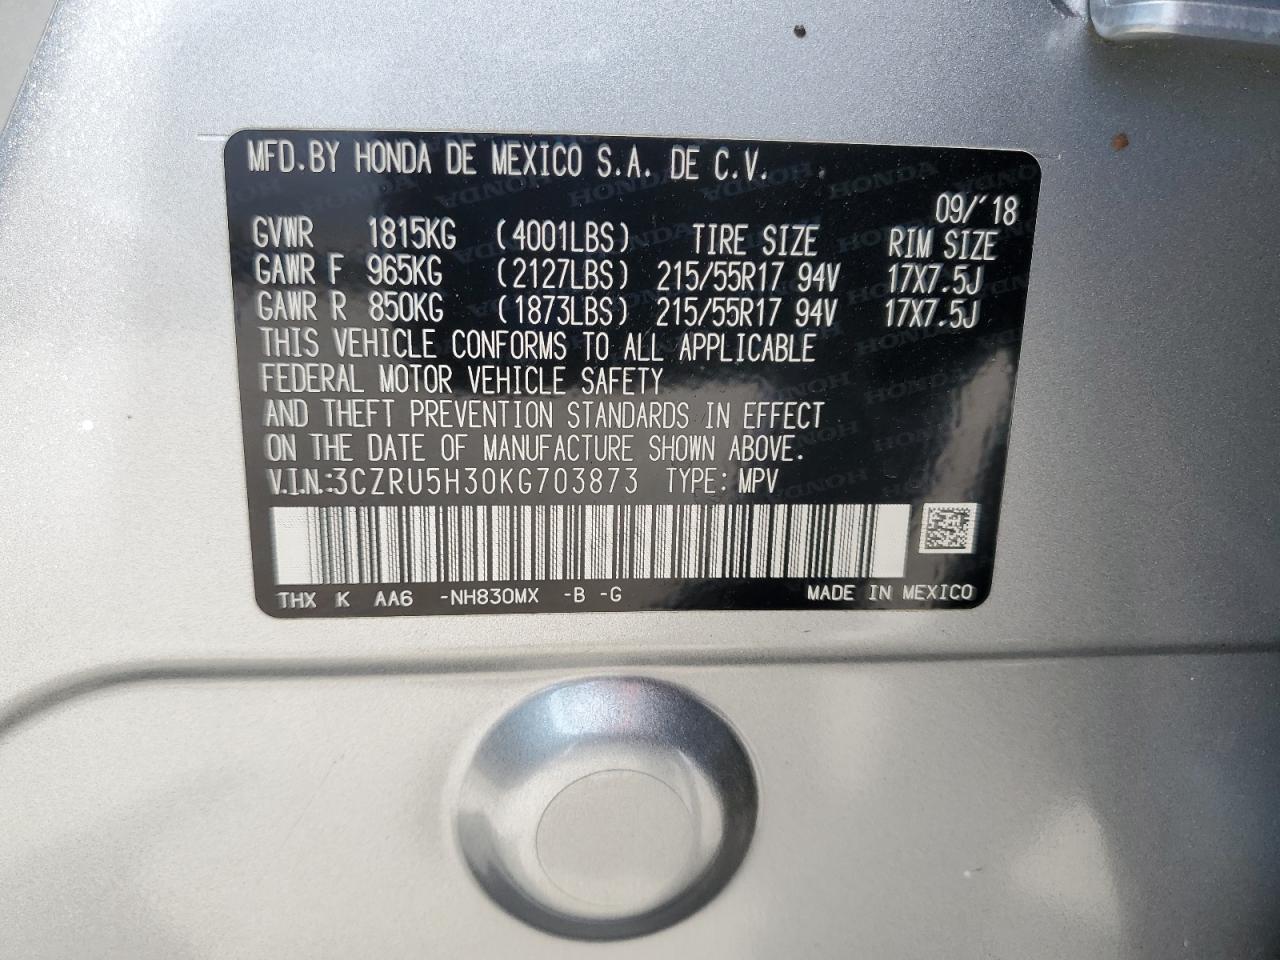 MFD.BY HONDA DE MEXICO S.A. DE C.V.
09/'18
GVWR 1815KG (4001LBS) TIRE SIZE RIM SIZE
GAWR F 965KG (2127LBS) 215/55R17 94V 17X7.5J
GAWR R 850KG (1873LBS) 215/55R17 94V 17X7.5J
THIS VEHICLE CONFORMS TO ALL APPLICABLE
FEDERAL MOTOR VEHICLE SAFETY
AND THEFT PREVENTION STANDARDS IN EFFECT
ON THE DATE OF MANUFACTURE SHOWN ABOVE.
V.I.N.:3CZRU5H30KG703873 TYPE: MPV
THX K AA6 -NH830MX -B -G MADE IN MEXICO